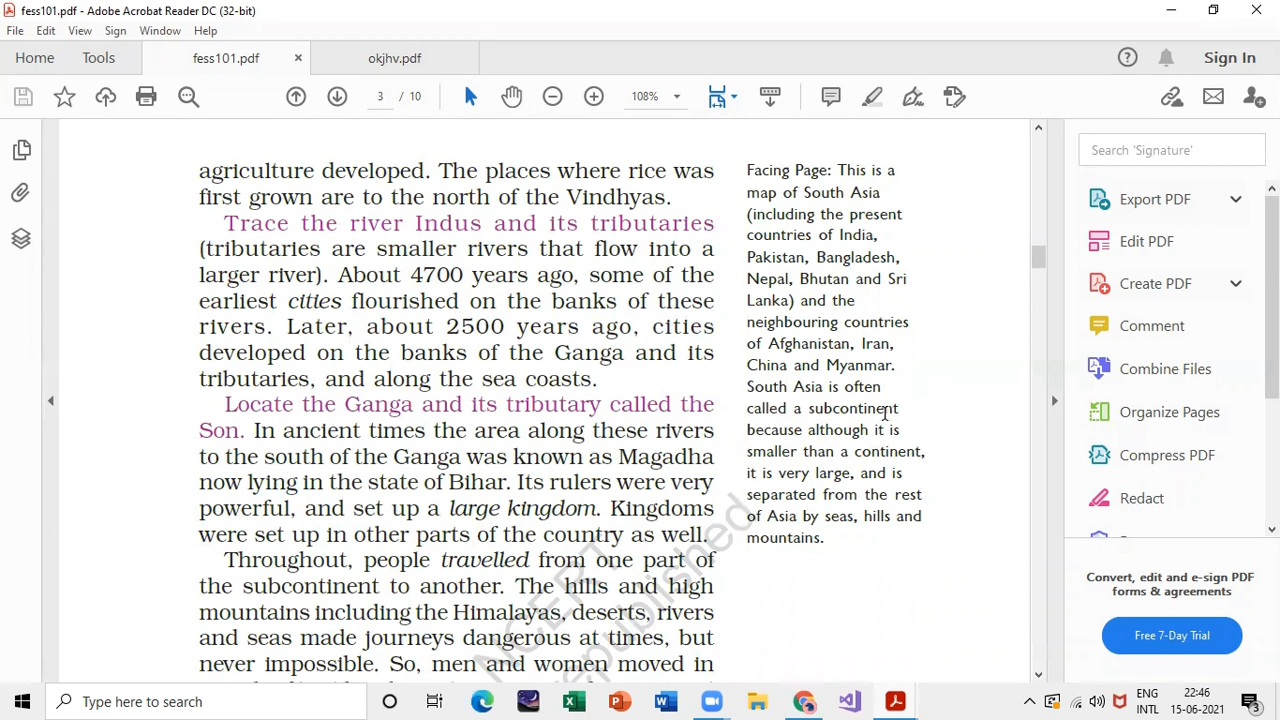 fess101.pdf - Adobe Acrobat Reader DC (32-bit)
File Edit View Sign Window Help
Home Tools fess101.pdf × okjhv.pdf Sign In
3 / 10 108%
agriculture developed. The places where rice was
first grown are to the north of the Vindhyas.
Trace the river Indus and its tributaries
(tributaries are smaller rivers that flow into a
larger river). About 4700 years ago, some of the
earliest cities flourished on the banks of these
rivers. Later, about 2500 years ago, cities
developed on the banks of the Ganga and its
tributaries, and along the sea coasts.
Locate the Ganga and its tributary called the
Son. In ancient times the area along these rivers
to the south of the Ganga was known as Magadha
now lying in the state of Bihar. Its rulers were very
powerful, and set up a large kingdom. Kingdoms
were set up in other parts of the country as well.
Throughout, people travelled from one part of
the subcontinent to another. The hills and high
mountains including the Himalayas, deserts, rivers
and seas made journeys dangerous at times, but
never impossible. So, men and women moved in
Facing Page: This is a
map of South Asia
(including the present
countries of India,
Pakistan, Bangladesh,
Nepal, Bhutan and Sri
Lanka) and the
neighbouring countries
of Afghanistan, Iran,
China and Myanmar.
South Asia is often
called a subcontinent
because although it is
smaller than a continent,
it is very large, and is
separated from the rest
of Asia by seas, hills and
mountains.
NCERT
republished
Search 'Signature'
Export PDF
Edit PDF
Create PDF
Comment
Combine Files
Organize Pages
Compress PDF
Redact
Convert, edit and e-sign PDF
forms & agreements
Free 7-Day Trial
Type here to search
ENG
INTL
22:46
15-06-2021
3